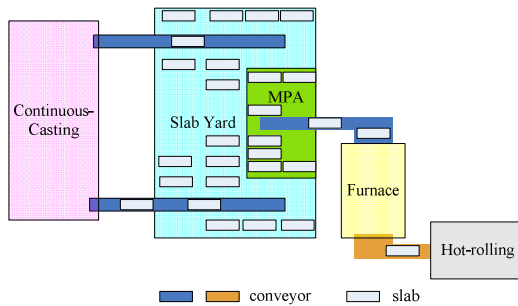 Continuous-
Casting
Slab Yard
MPA
Furnace
Hot-rolling
conveyor
slab